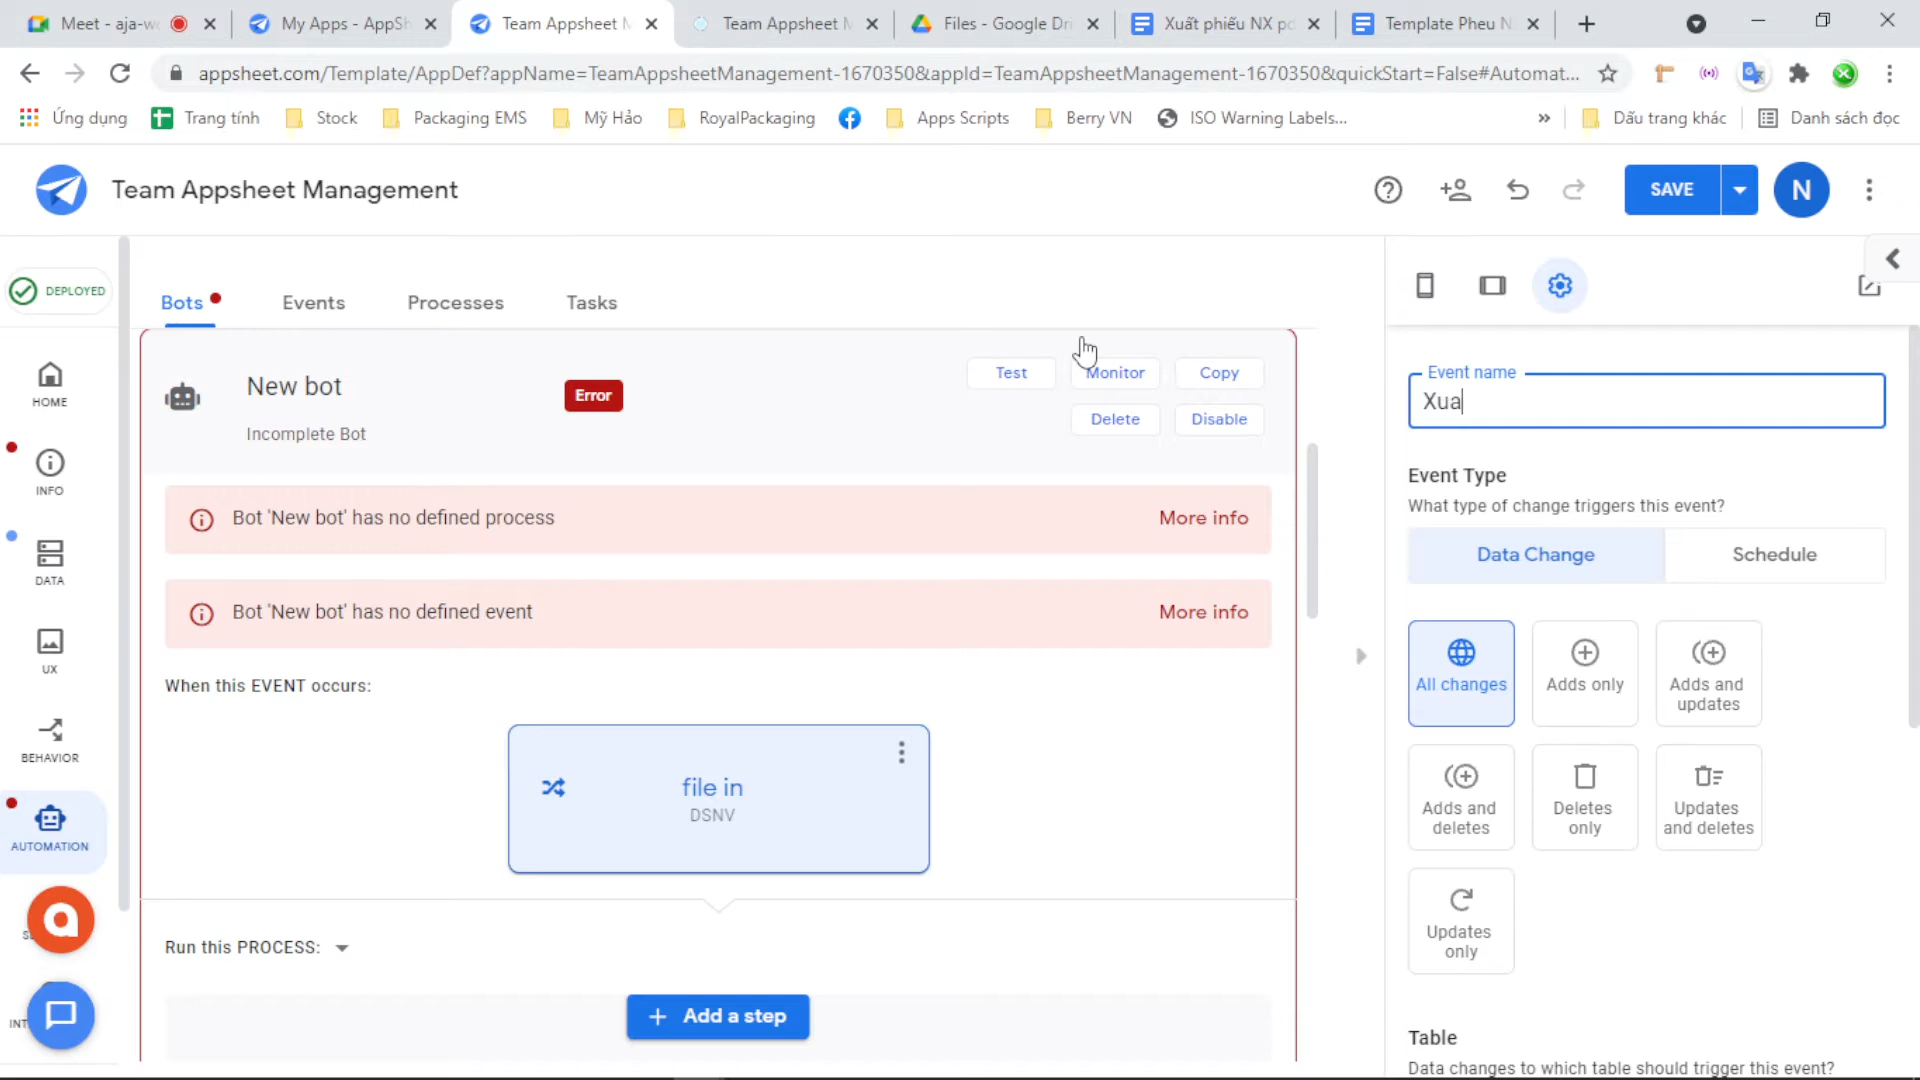 Meet - aja-w
My Apps - AppSh
Team Appsheet M
Team Appsheet M
Files - Google Dri
Xuất phiếu NX pd
Template Pheu N
appsheet.com/Template/AppDef?appName=TeamAppsheetManagement-1670350&appId=TeamAppsheetManagement-1670350&quickStart=False#Automat...
Ứng dụng
Trang tính
Stock
Packaging EMS
Mỹ Hảo
RoyalPackaging
Apps Scripts
Berry VN
ISO Warning Labels...
»
Dấu trang khác
Danh sách đọc
Team Appsheet Management
SAVE
N
DEPLOYED
HOME
INFO
DATA
UX
BEHAVIOR
AUTOMATION
Bots
Events
Processes
Tasks
New bot
Incomplete Bot
Error
Test
Monitor
Copy
Delete
Disable
Bot 'New bot' has no defined process
More info
Bot 'New bot' has no defined event
More info
When this EVENT occurs:
file in
DSNV
Run this PROCESS:
+ Add a step
Event name
Xua
Event Type
What type of change triggers this event?
Data Change
Schedule
All changes
Adds only
Adds and
updates
Adds and
deletes
Deletes
only
Updates
and deletes
Updates
only
Table
Data changes to which table should trigger this event?